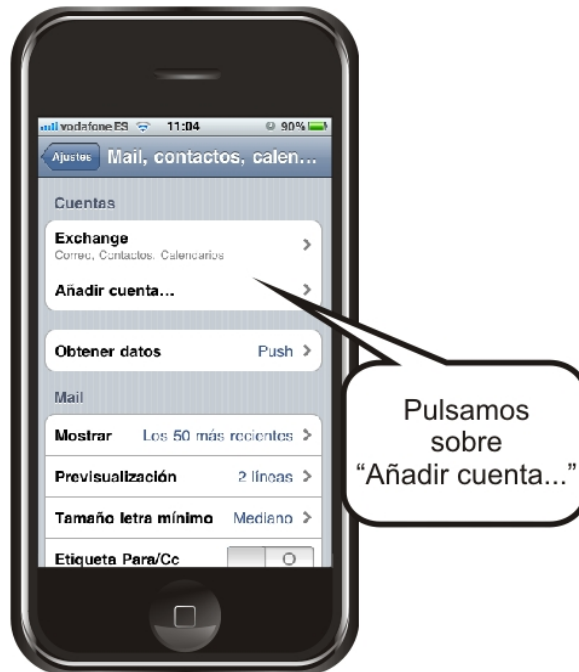 vodafone ES 11:04 90%
Ajustes Mail, contactos, calen...
Cuentas
Exchange
Correo, Contactos, Calendarios
Añadir cuenta...
Obtener datos Push
Mail
Mostrar Los 50 más recientes
Previsualización 2 líneas
Tamaño letra mínimo Mediano
Etiqueta Para/Cc
Pulsamos
sobre
“Añadir cuenta...”